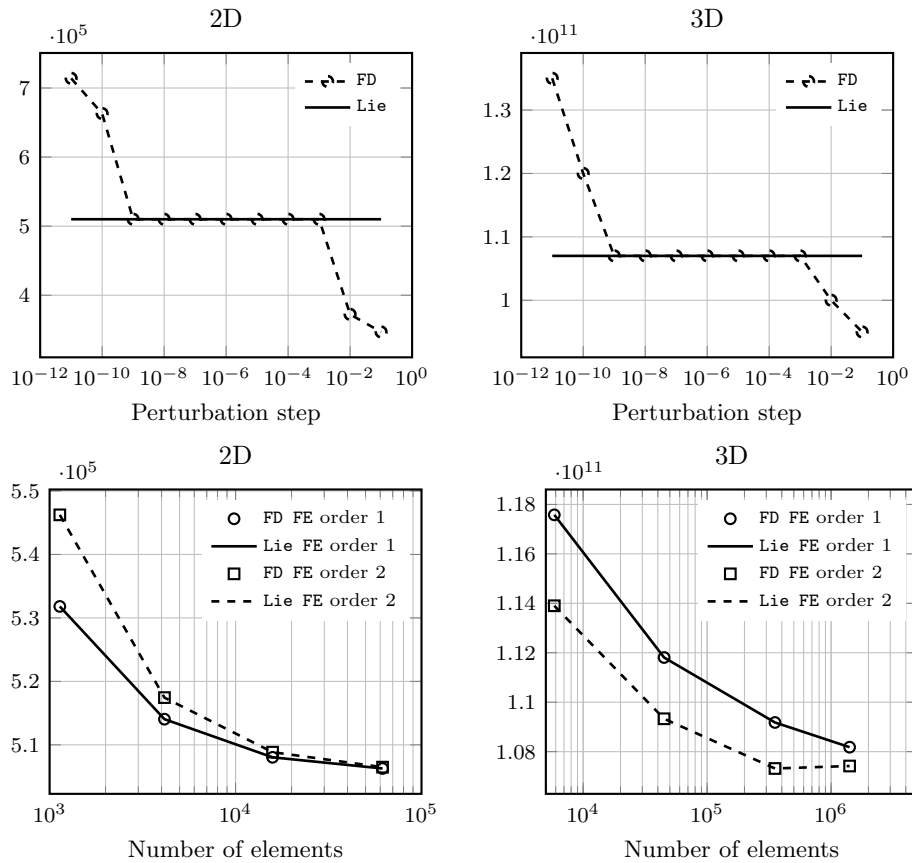 2D
·10^5
7
6
5
4
10^−12 10^−10 10^−8 10^−6 10^−4 10^−2 10^0
Perturbation step
FD
Lie
3D
·10^11
1.3
1.2
1.1
1
10^−12 10^−10 10^−8 10^−6 10^−4 10^−2 10^0
Perturbation step
FD
Lie
2D
·10^5
5.5
5.4
5.3
5.2
5.1
10^3 10^4 10^5
Number of elements
FD FE order 1
Lie FE order 1
FD FE order 2
Lie FE order 2
3D
·10^11
1.18
1.16
1.14
1.12
1.1
1.08
10^4 10^5 10^6
Number of elements
FD FE order 1
Lie FE order 1
FD FE order 2
Lie FE order 2